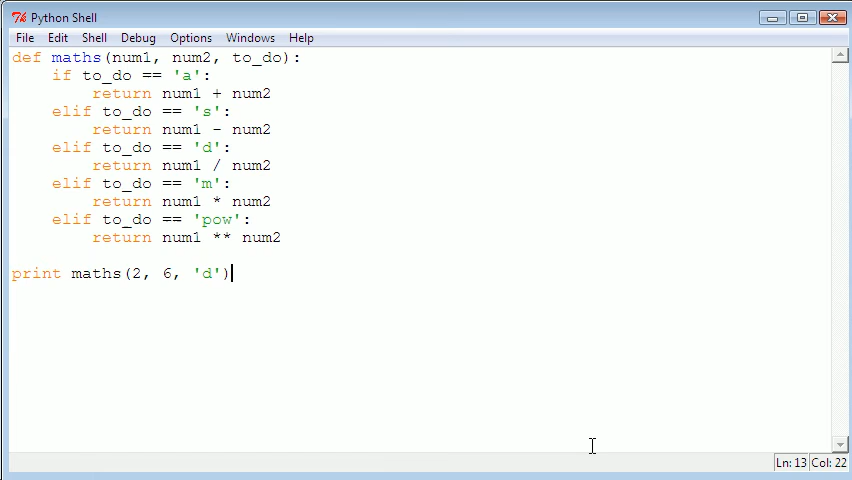 Python Shell
File Edit Shell Debug Options Windows Help
def maths(num1, num2, to_do):
    if to_do == 'a':
        return num1 + num2
    elif to_do == 's':
        return num1 - num2
    elif to_do == 'd':
        return num1 / num2
    elif to_do == 'm':
        return num1 * num2
    elif to_do == 'pow':
        return num1 ** num2
print maths(2, 6, 'd')
Ln: 13 Col: 22